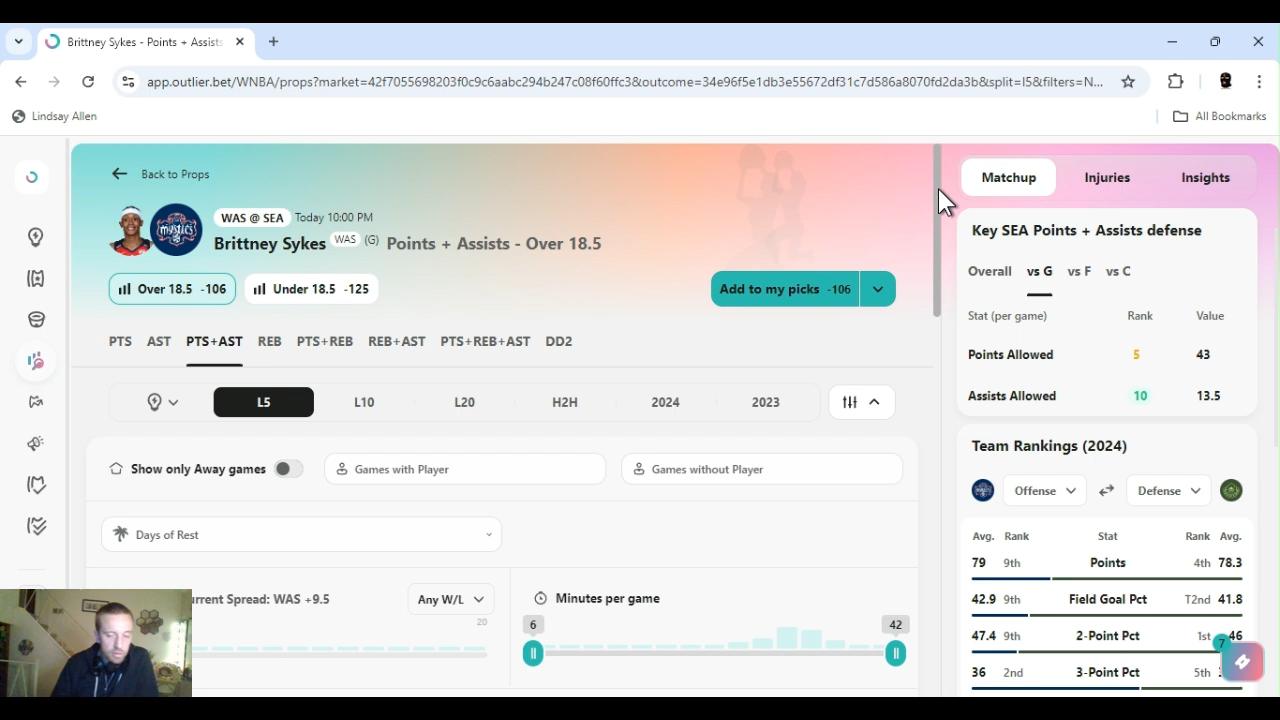 Brittney Sykes - Points + Assists
app.outlier.bet/WNBA/props?market=42f7055698203f0c9c6aabc294b247c08f60ffc3&outcome=34e96f5e1db3e55672df31c7d586a8070fd2da3b&split=l5&filters=N...
Lindsay Allen
All Bookmarks
Back to Props
WAS @ SEA Today 10:00 PM
Brittney Sykes WAS (G) Points + Assists - Over 18.5
mystics
Over 18.5 -106
Under 18.5 -125
Add to my picks -106
PTS AST PTS+AST REB PTS+REB REB+AST PTS+REB+AST DD2
L5 L10 L20 H2H 2024 2023
Show only Away games
Games with Player
Games without Player
Days of Rest
rrent Spread: WAS +9.5
Any W/L
20
Minutes per game
6
42
Matchup Injuries Insights
Key SEA Points + Assists defense
Overall vs G vs F vs C
Stat (per game) Rank Value
Points Allowed 5 43
Assists Allowed 10 13.5
Team Rankings (2024)
Offense Defense
Avg. Rank Stat Rank Avg.
79 9th Points 4th 78.3
42.9 9th Field Goal Pct T2nd 41.8
47.4 9th 2-Point Pct 1st 46
36 2nd 3-Point Pct 5th
7